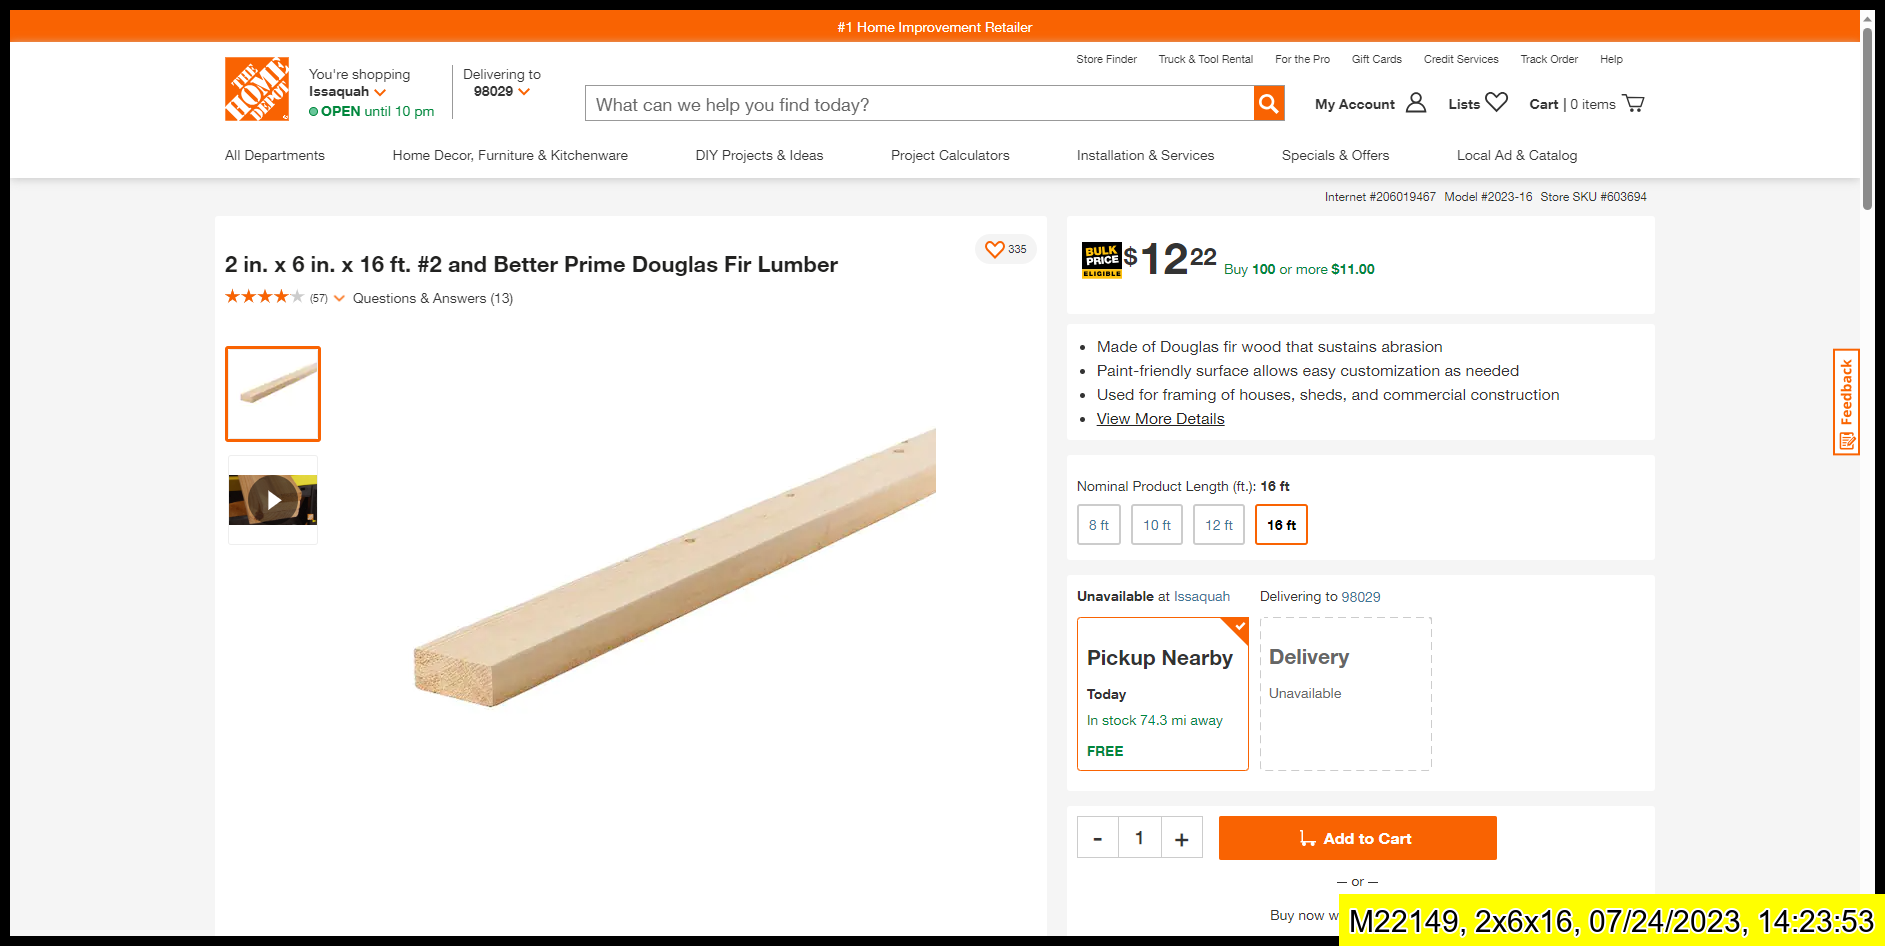 #1 Home Improvement Retailer
Store Finder
Truck & Tool Rental
For the Pro
Gift Cards
Credit Services
Track Order
Help
THE
HOME
DEPOT
You're shopping
Issaquah
OPEN until 10 pm
Delivering to
98029
What can we help you find today?
My Account
Lists
Cart | 0 items
All Departments
Home Decor, Furniture & Kitchenware
DIY Projects & Ideas
Project Calculators
Installation & Services
Specials & Offers
Local Ad & Catalog
Internet #206019467 Model #2023-16 Store SKU #603694
335
2 in. x 6 in. x 16 ft. #2 and Better Prime Douglas Fir Lumber
(57)
Questions & Answers (13)
BULK
PRICE
ELIGIBLE
$12 22
Buy 100 or more $11.00
Made of Douglas fir wood that sustains abrasion
Paint-friendly surface allows easy customization as needed
Used for framing of houses, sheds, and commercial construction
View More Details
Feedback
Nominal Product Length (ft.): 16 ft
8 ft
10 ft
12 ft
16 ft
Unavailable at Issaquah
Delivering to 98029
Pickup Nearby
Today
In stock 74.3 mi away
FREE
Delivery
Unavailable
- 1 +
Add to Cart
— or —
Buy now w
M22149, 2x6x16, 07/24/2023, 14:23:53